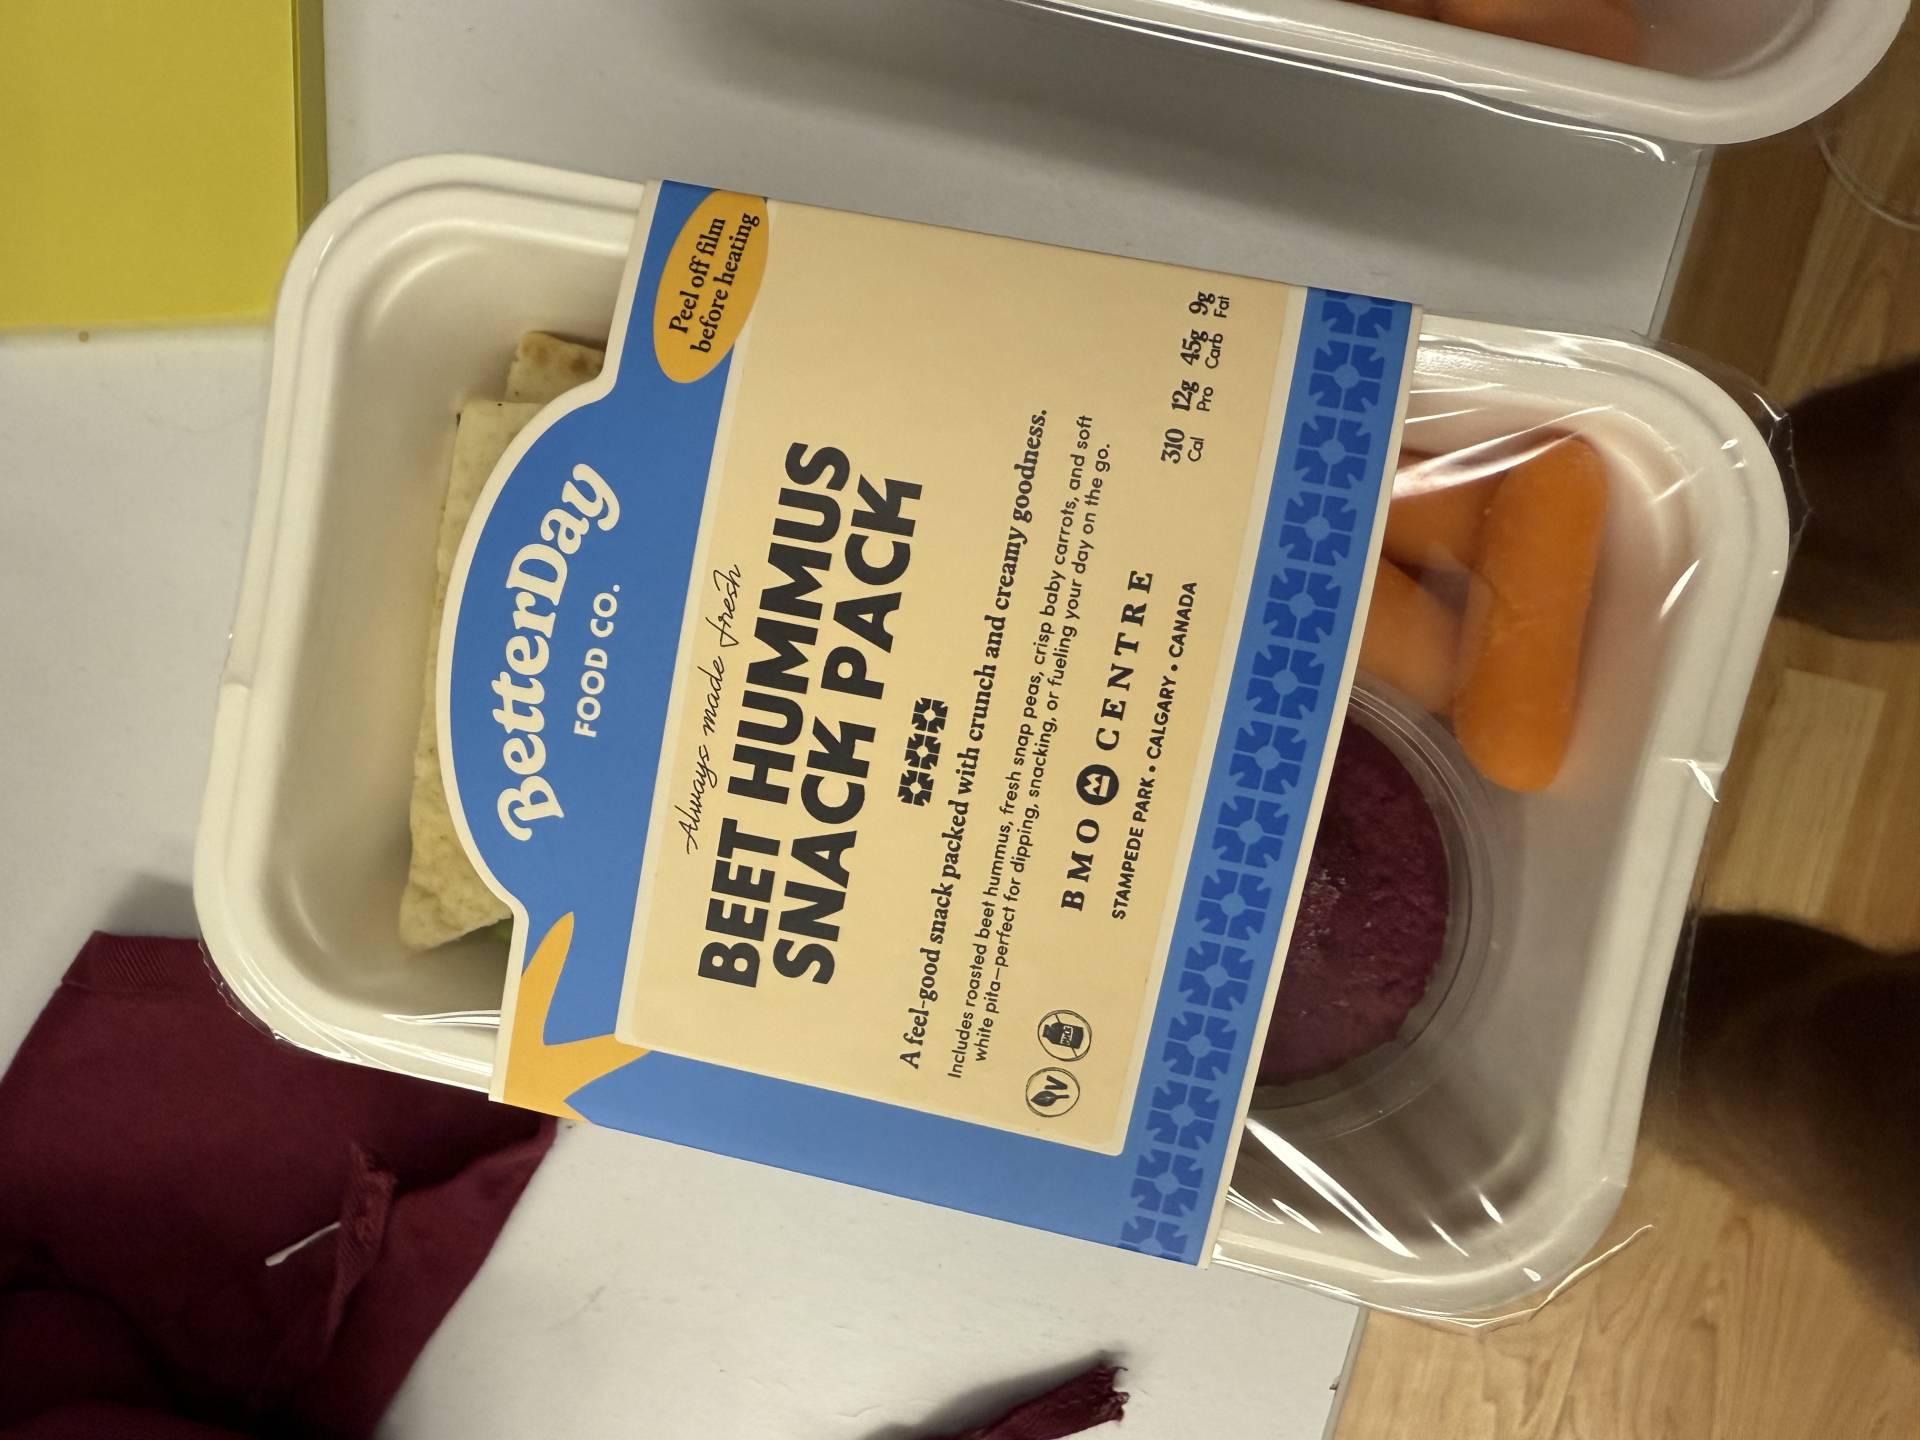 Peel off film
before heating
BetterDay
FOOD CO.
Always made fresh
BEET HUMMUS
SNACK PACK
A feel-good snack packed with crunch and creamy goodness.
Includes roasted beet hummus, fresh snap peas, crisp baby carrots, and soft
white pita—perfect for dipping, snacking, or fueling your day on the go.
V
BMO CENTRE
STAMPEDE PARK • CALGARY • CANADA
310 12g 45g 9g
Cal Pro Carb Fat